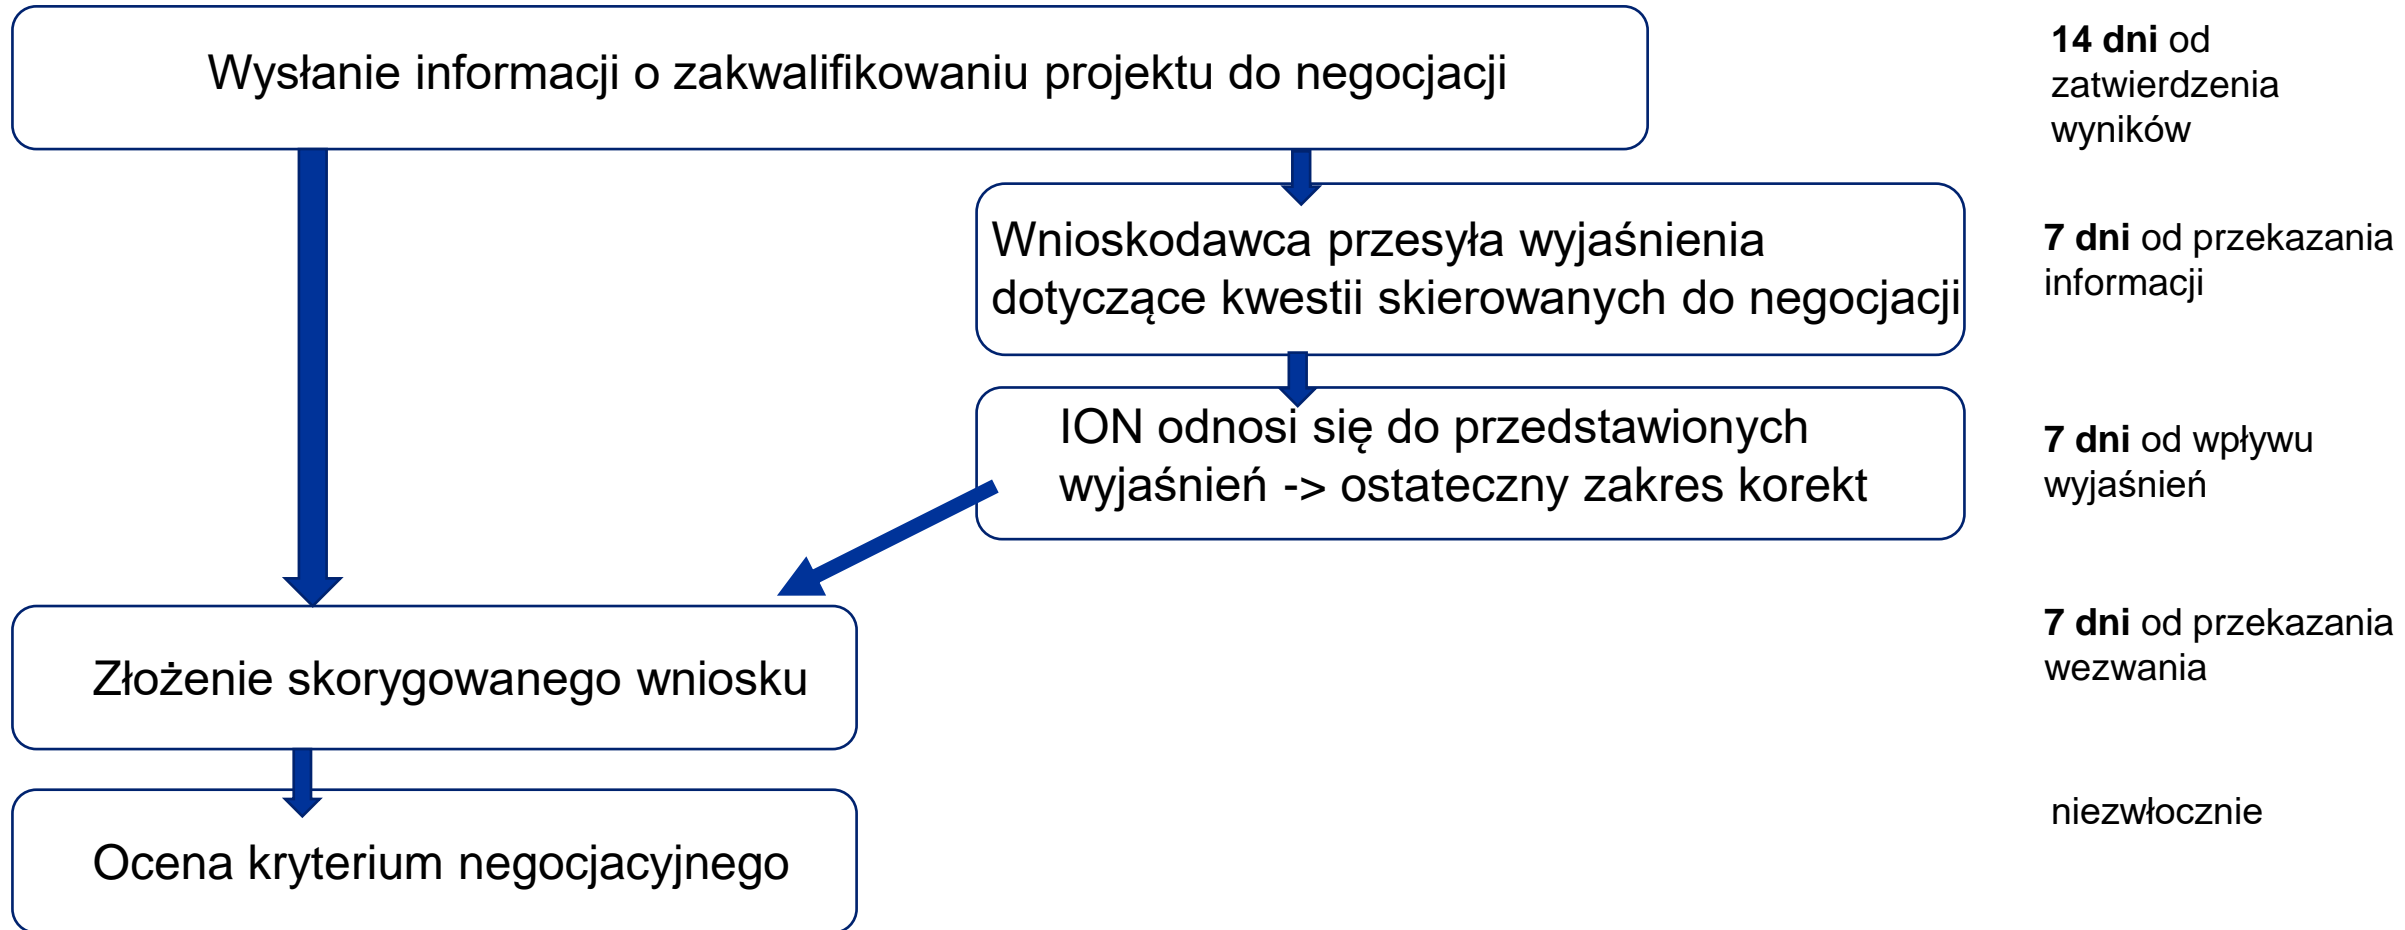 Wysłanie informacji o zakwalifikowaniu projektu do negocjacji
14 dni od
zatwierdzenia
wyników
Wnioskodawca przesyła wyjaśnienia
dotyczące kwestii skierowanych do negocjacji
7 dni od przekazania
informacji
ION odnosi się do przedstawionych
wyjaśnień -> ostateczny zakres korekt
7 dni od wpływu
wyjaśnień
Złożenie skorygowanego wniosku
7 dni od przekazania
wezwania
Ocena kryterium negocjacyjnego
niezwłocznie